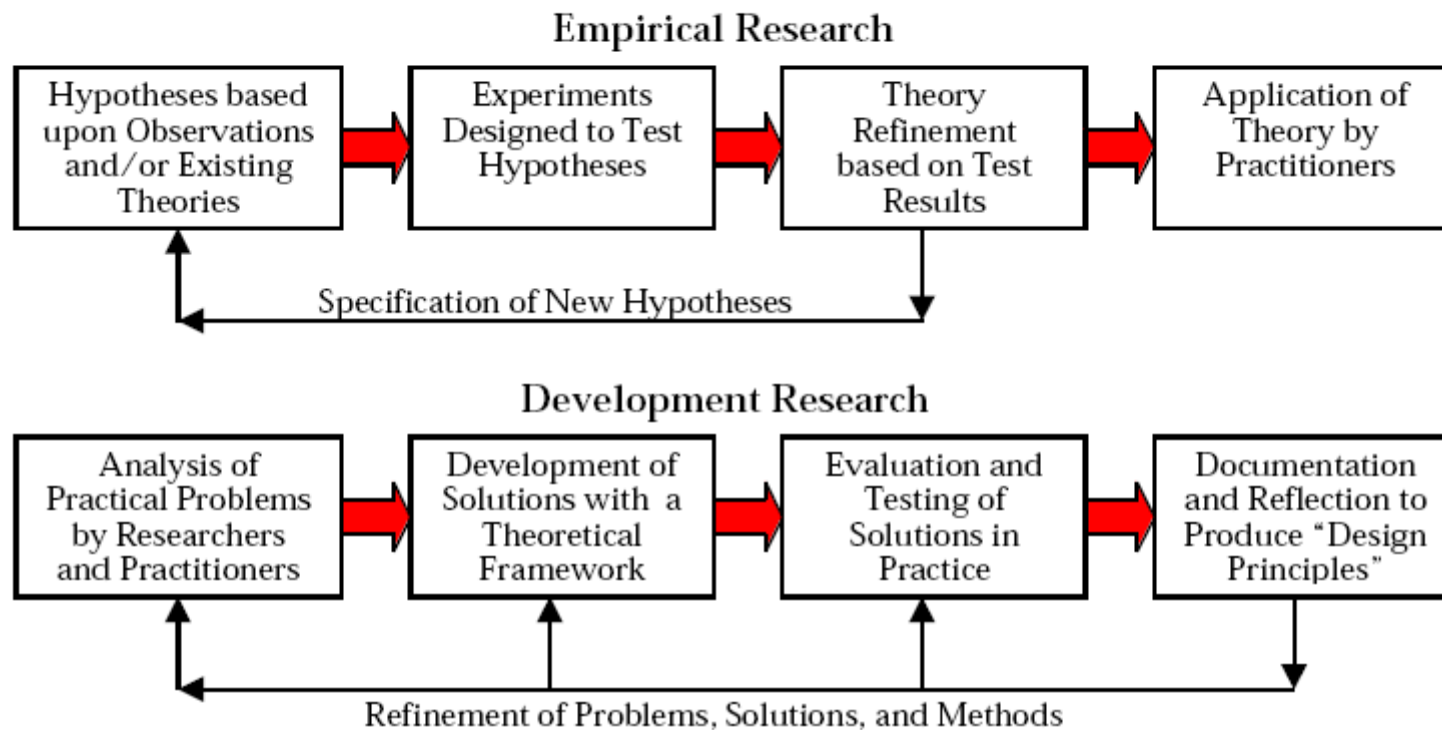 Empirical Research
Hypotheses based
upon Observations
and/or Existing
Theories
Experiments
Designed to Test
Hypotheses
Theory
Refinement
based on Test
Results
Application of
Theory by
Practitioners
Specification of New Hypotheses
Development Research
Analysis of
Practical Problems
by Researchers
and Practitioners
Development of
Solutions with a
Theoretical
Framework
Evaluation and
Testing of
Solutions in
Practice
Documentation
and Reflection to
Produce “Design
Principles”
Refinement of Problems, Solutions, and Methods